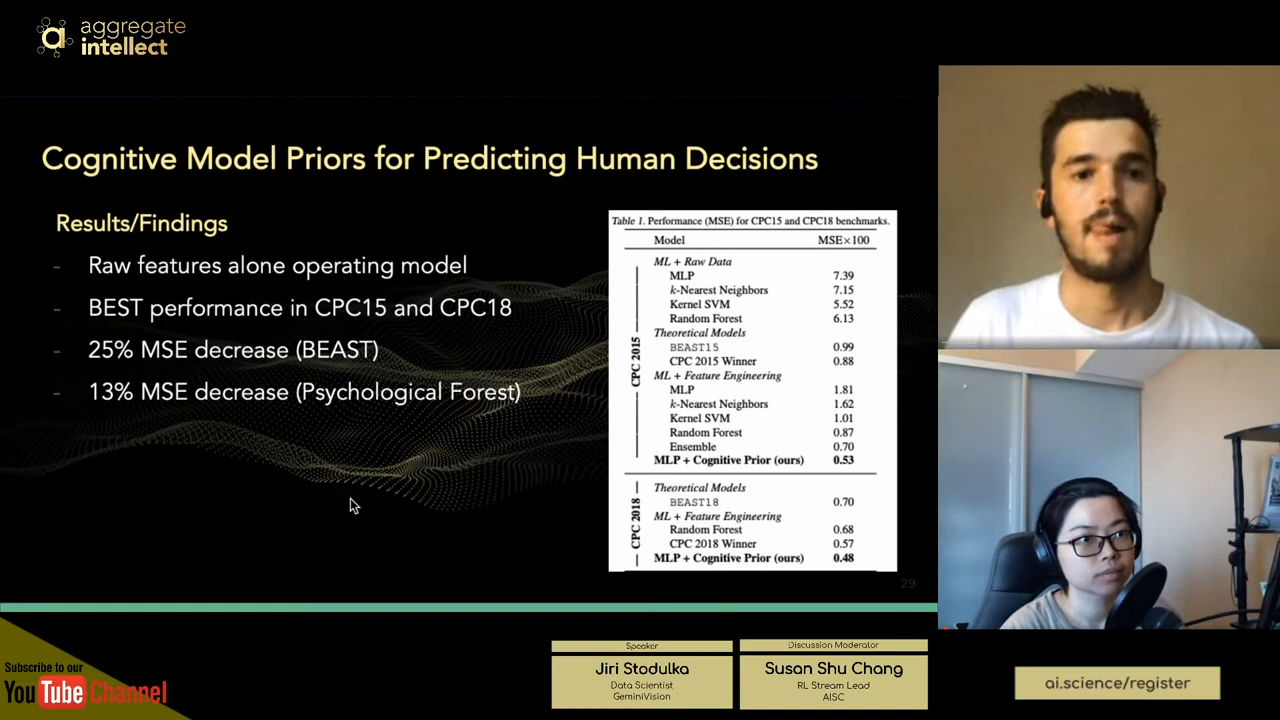 aggregate
intellect
Cognitive Model Priors for Predicting Human Decisions
Results/Findings
- Raw features alone operating model
- BEST performance in CPC15 and CPC18
- 25% MSE decrease (BEAST)
- 13% MSE decrease (Psychological Forest)
Table 1. Performance (MSE) for CPC15 and CPC18 benchmarks.
Model MSE×100
CPC 2015
ML + Raw Data
MLP 7.39
k-Nearest Neighbors 7.15
Kernel SVM 5.52
Random Forest 6.13
Theoretical Models
BEAST15 0.99
CPC 2015 Winner 0.88
ML + Feature Engineering
MLP 1.81
k-Nearest Neighbors 1.62
Kernel SVM 1.01
Random Forest 0.87
Ensemble 0.70
MLP + Cognitive Prior (ours) 0.53
CPC 2018
Theoretical Models
BEAST18 0.70
ML + Feature Engineering
Random Forest 0.68
CPC 2018 Winner 0.57
MLP + Cognitive Prior (ours) 0.48
29
Subscribe to our
YouTube Channel
Speaker
Jiri Stodulka
Data Scientist
GeminiVision
Discussion Moderator
Susan Shu Chang
RL Stream Lead
AISC
ai.science/register